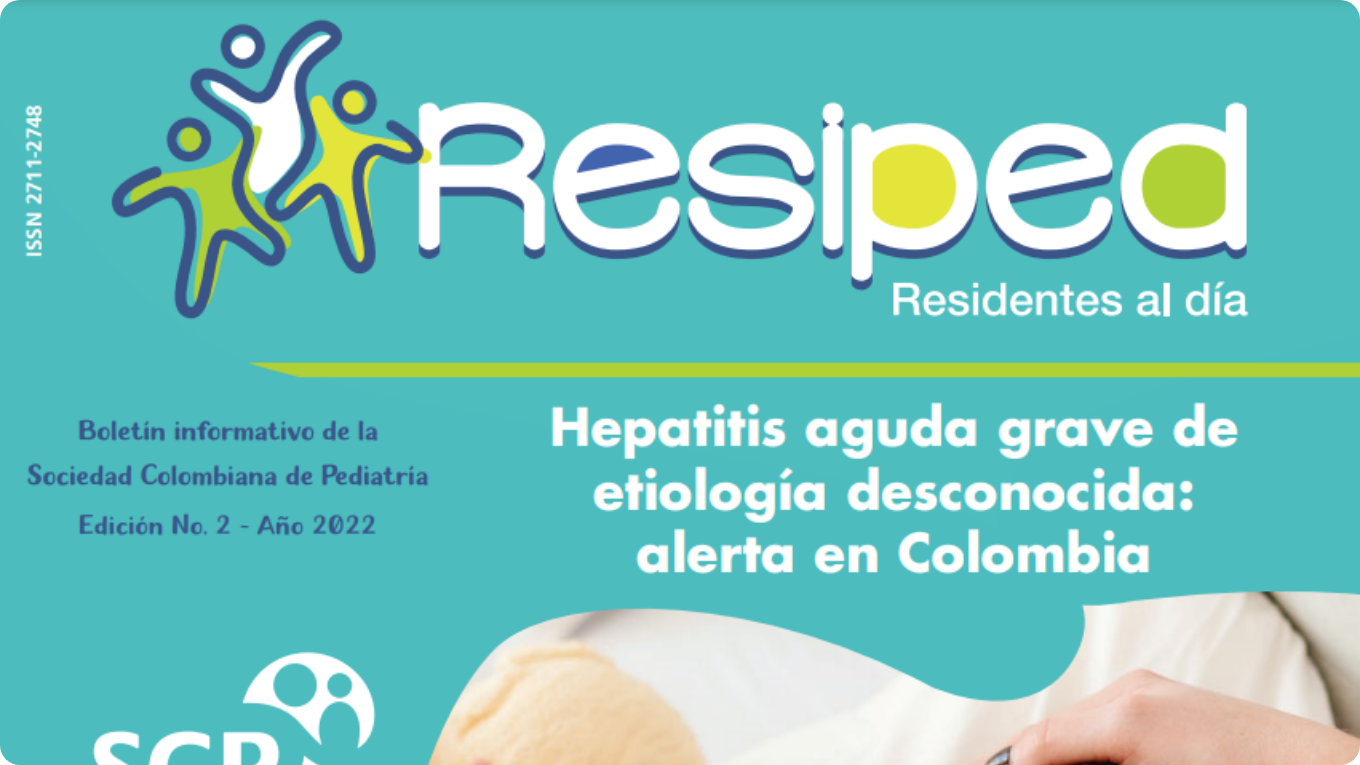 ISSN 2711-2748
Resiped
Residentes al día
Boletín informativo de la
Sociedad Colombiana de Pediatría
Edición No. 2 - Año 2022
Hepatitis aguda grave de
etiología desconocida:
alerta en Colombia
SCP